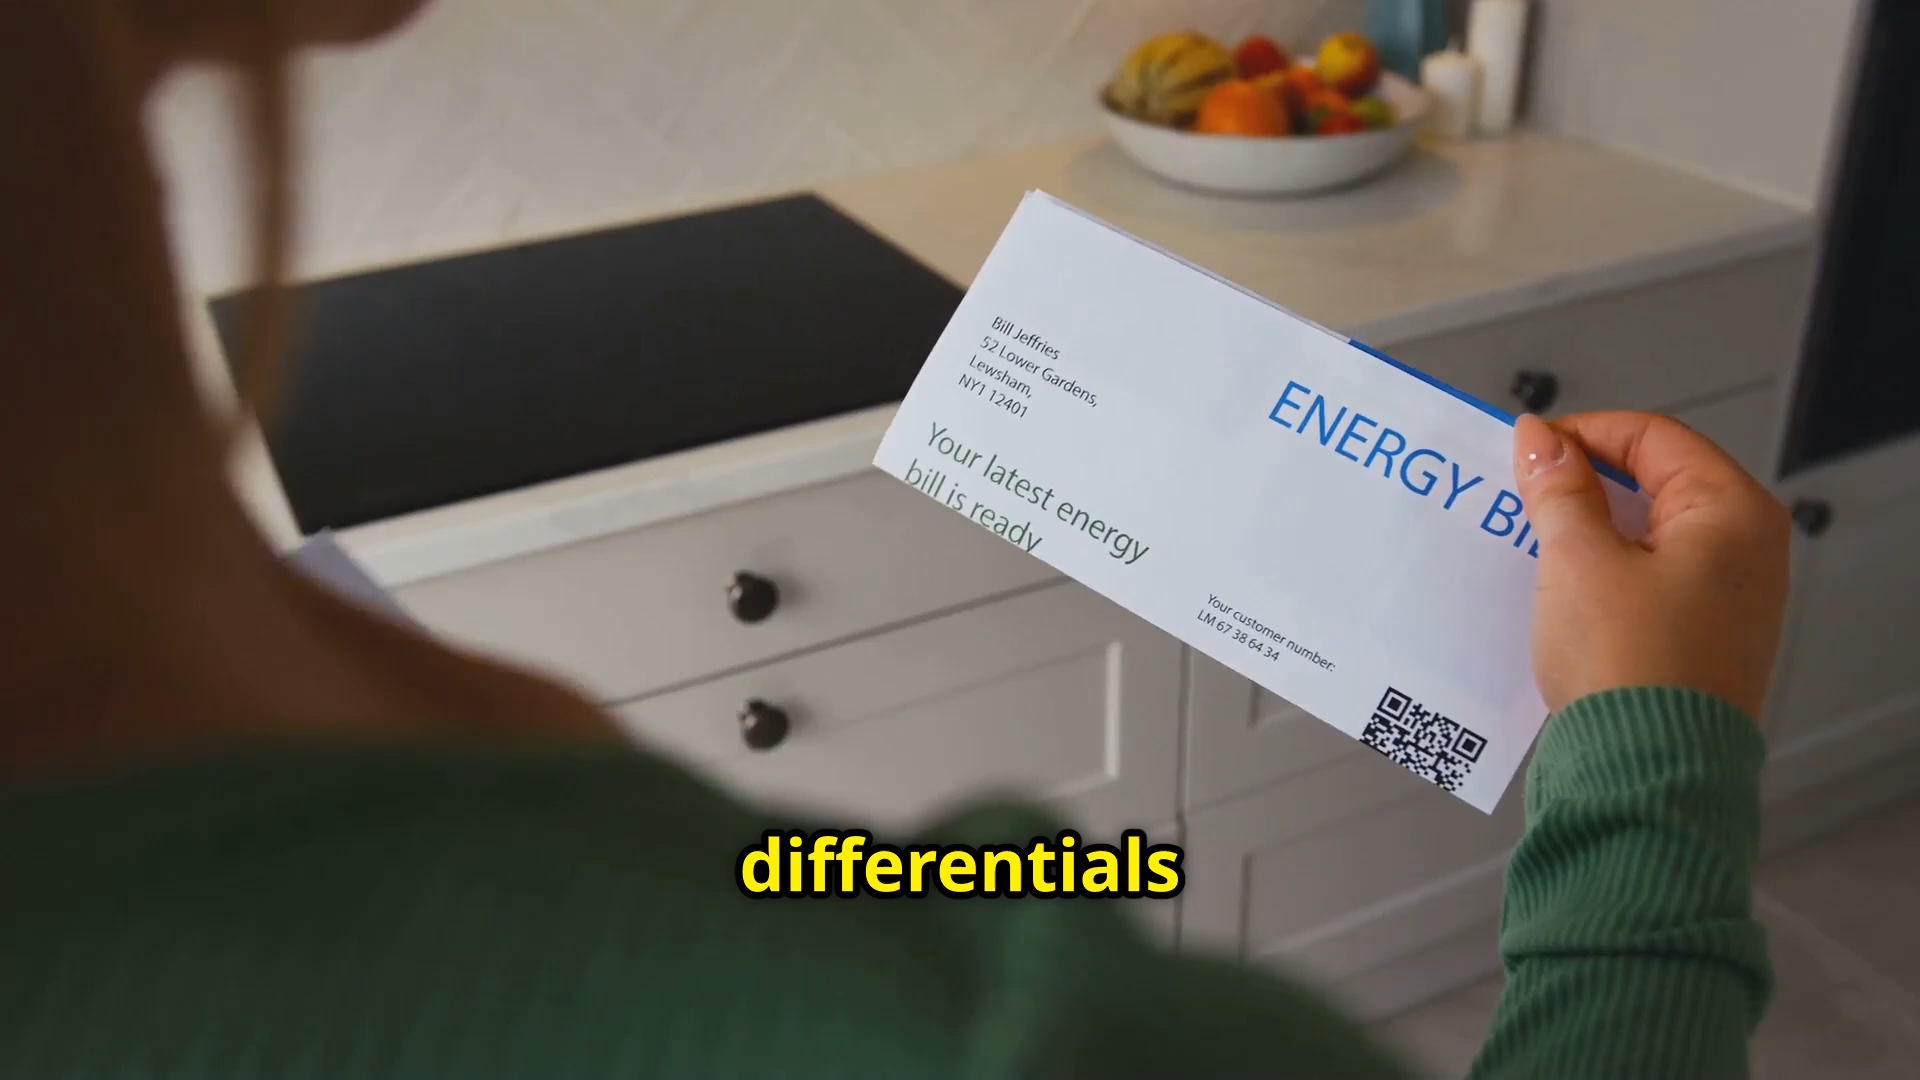 Bill Jeffries
52 Lower Gardens,
Lewsham,
NY1 12401
Your latest energy
bill is ready
ENERGY
Your customer number:
LM 67 38 64 34
differentials